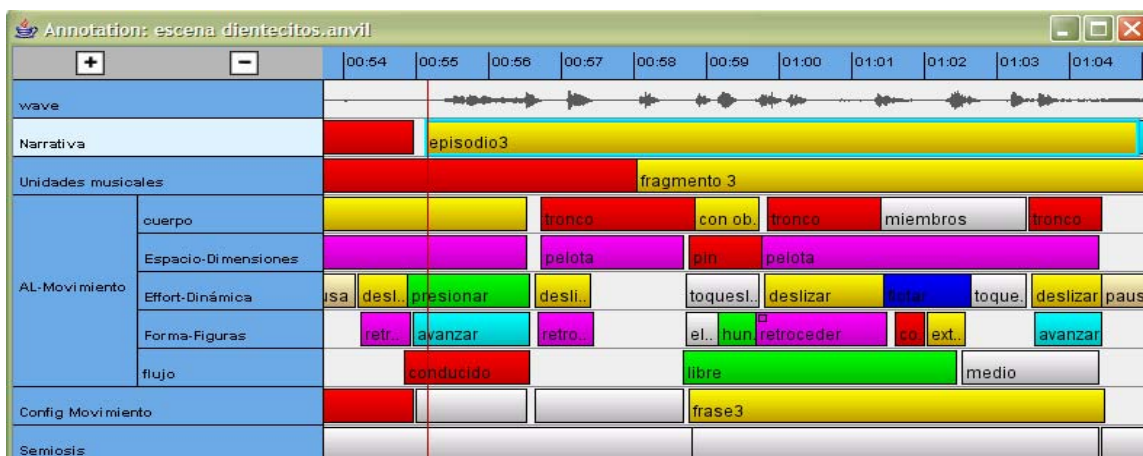 Annotation: escena dientecitos.anvil
+ -
00:54 00:55 00:56 00:57 00:58 00:59 01:00 01:01 01:02 01:03 01:04
wave
Narrativa episodio3
Unidades musicales fragmento 3
AL-Movimiento
cuerpo tronco con ob. tronco miembros tronco
Espacio-Dimensiones pelota pin pelota
Effort-Dinámica usa desl.. presionar desli... toquesl.. deslizar flotar toque. deslizar paus
Forma-Figuras retr.. avanzar retro... el.. hun. retroceder co. ext..  avanzar
flujo conducido libre medio
Config Movimiento frase3
Semiosis